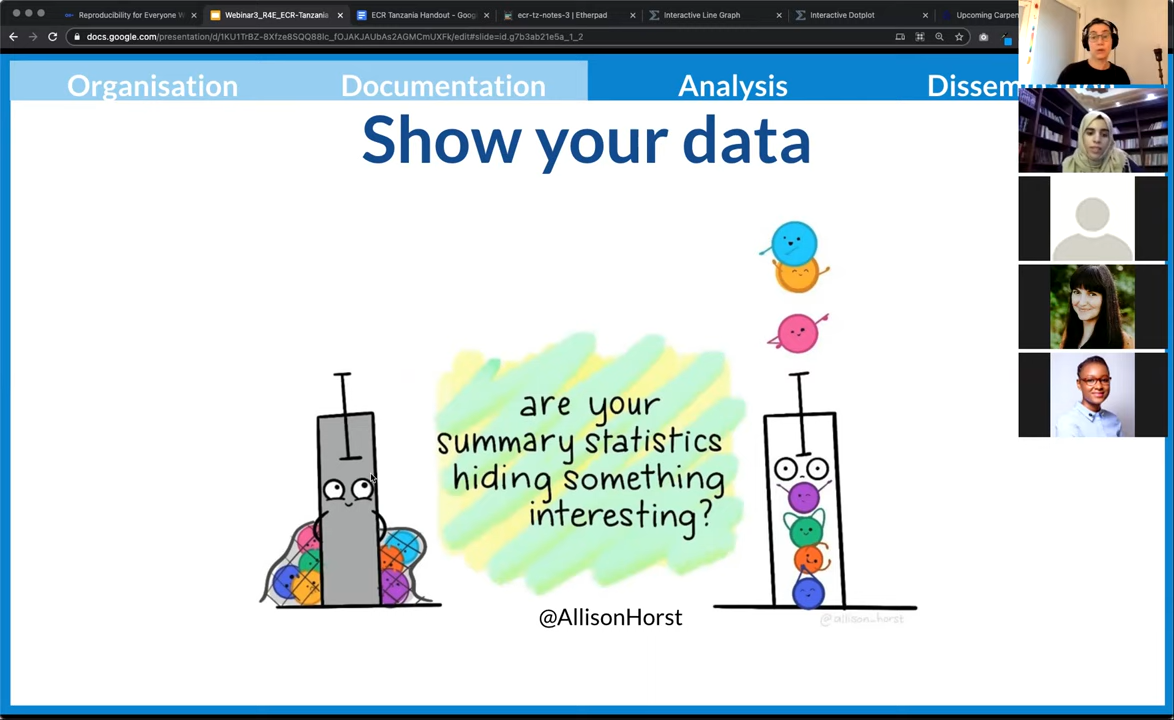 Reproducibility for Everyone W
Webinar3_R4E_ECR-Tanzania
ECR Tanzania Handout - Goog
ecr-tz-notes-3 | Etherpad
Interactive Line Graph
Interactive Dotplot
Upcoming Carpen
docs.google.com/presentation/d/1KU1TrBZ-8Xfze8SQQ88lc_fOJAKJAUbAs2AGMCmUXFk/edit#slide=id.g7b3ab21e5a_1_2
Organisation
Documentation
Analysis
Dissem
Show your data
are your
summary statistics
hiding something
interesting?
@AllisonHorst
@allison_horst